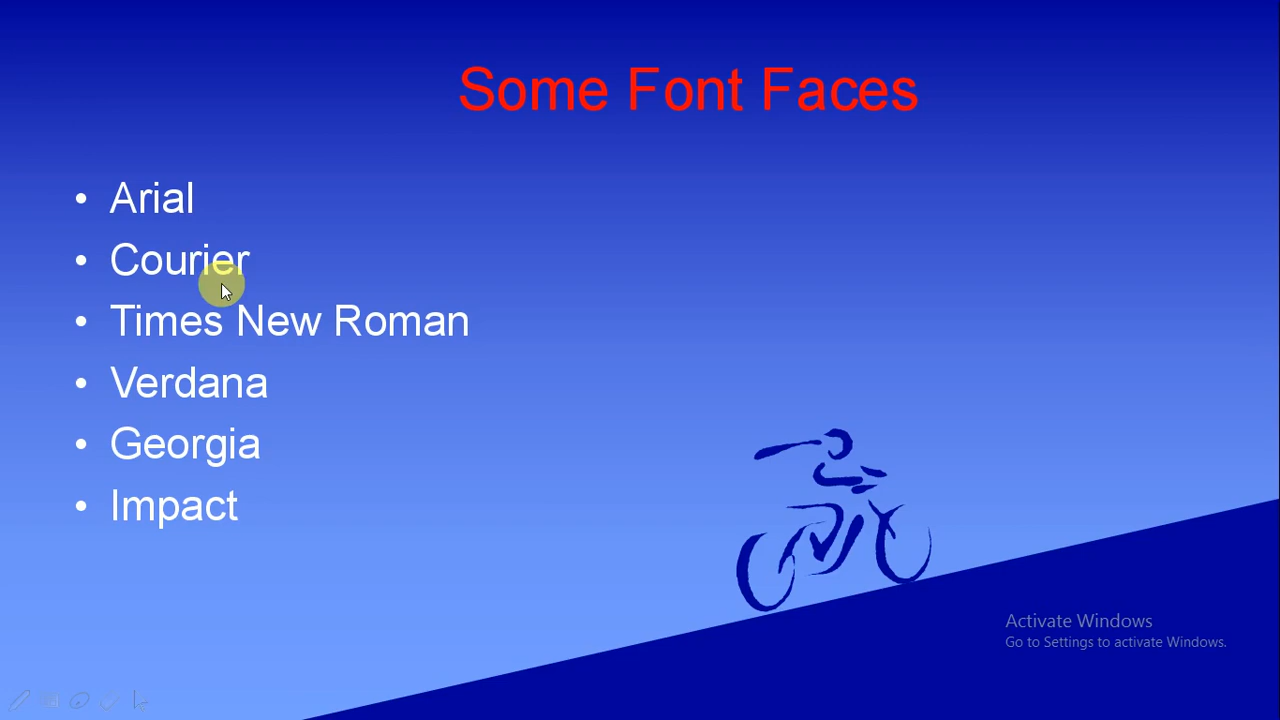 Some Font Faces
• Arial
• Courier
• Times New Roman
• Verdana
• Georgia
• Impact
Activate Windows
Go to Settings to activate Windows.